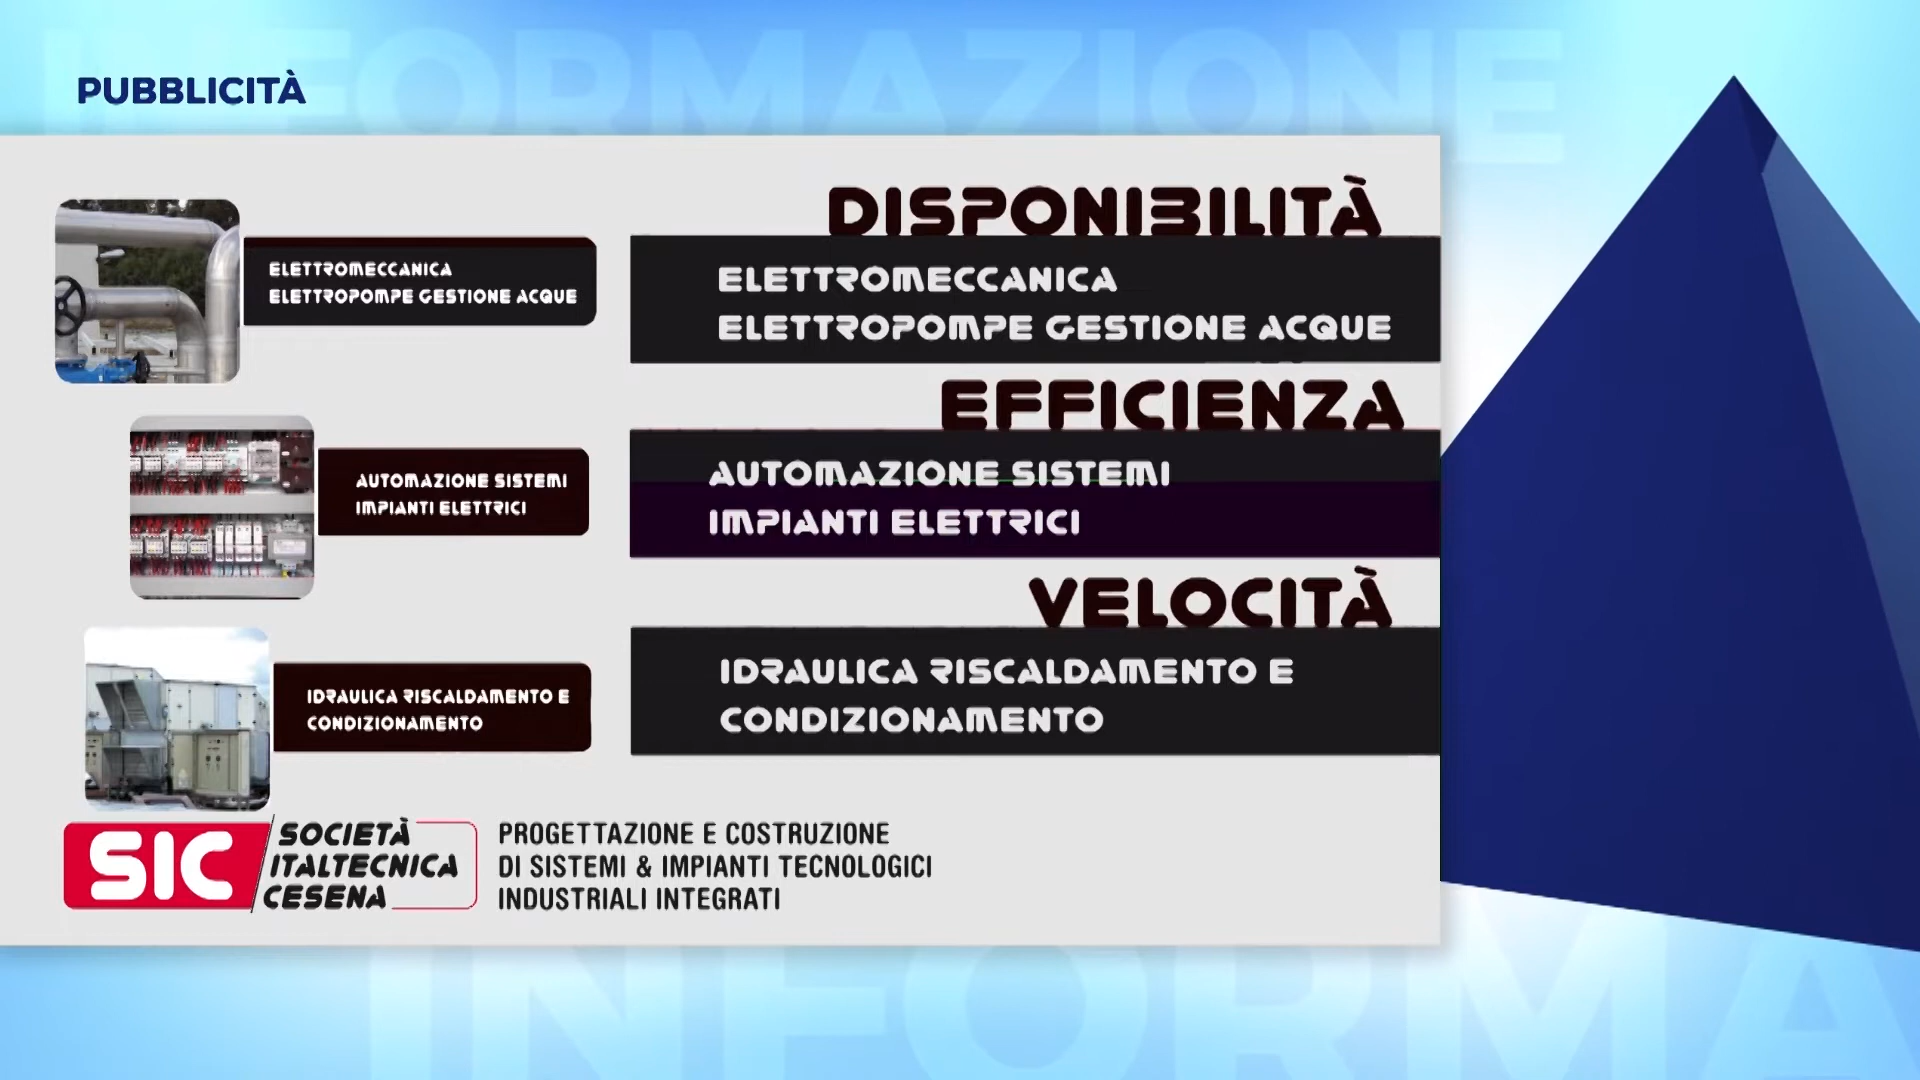 INFORMAZIONE
PUBBLICITÀ
ELETTROMECCANICA
ELETTROPOMPE GESTIONE ACQUE
AUTOMAZIONE SISTEMI
IMPIANTI ELETTRICI
IDRAULICA RISCALDAMENTO E
CONDIZIONAMENTO
DISPONIBILITÀ
ELETTROMECCANICA
ELETTROPOMPE GESTIONE ACQUE
EFFICIENZA
AUTOMAZIONE SISTEMI
IMPIANTI ELETTRICI
VELOCITÀ
IDRAULICA RISCALDAMENTO E
CONDIZIONAMENTO
SIC
SOCIETÀ
ITALTECNICA
CESENA
PROGETTAZIONE E COSTRUZIONE
DI SISTEMI & IMPIANTI TECNOLOGICI
INDUSTRIALI INTEGRATI
INFORMA